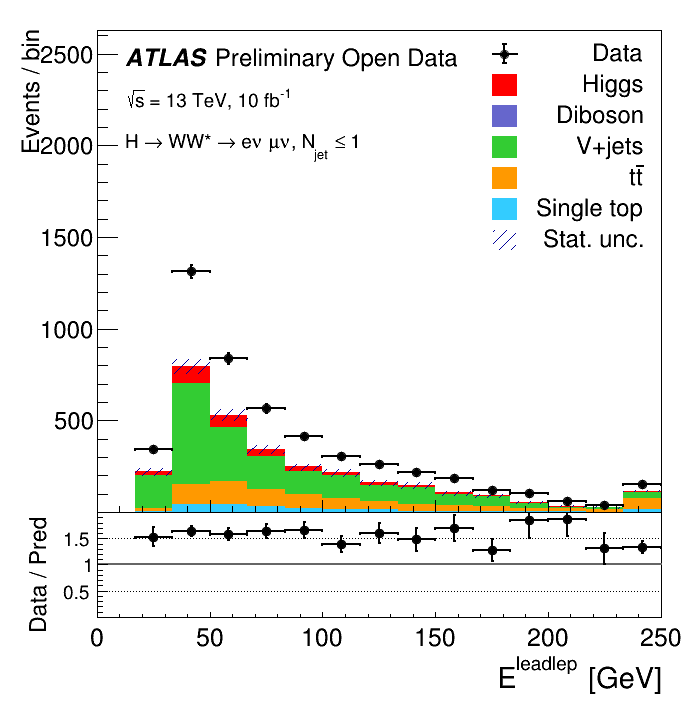 Events / bin
2500
2000
1500
1000
500
ATLAS Preliminary Open Data
√s = 13 TeV, 10 fb⁻¹
H → WW* → eν μν, N_jet ≤ 1
Data
Higgs
Diboson
V+jets
tt̄
Single top
Stat. unc.
Data / Pred
1.5
1
0.5
0 50 100 150 200 250
E^leadlep [GeV]